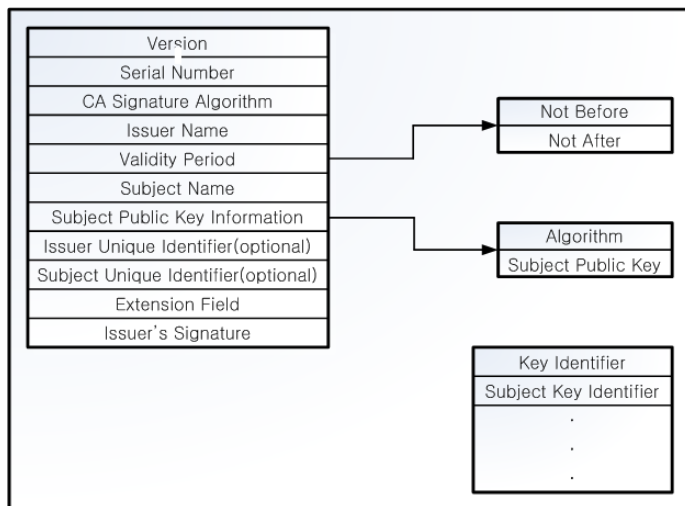 Version
Serial Number
CA Signature Algorithm
Issuer Name
Validity Period
Subject Name
Subject Public Key Information
Issuer Unique Identifier(optional)
Subject Unique Identifier(optional)
Extension Field
Issuer's Signature
Not Before
Not After
Algorithm
Subject Public Key
Key Identifier
Subject Key Identifier
.
.
.